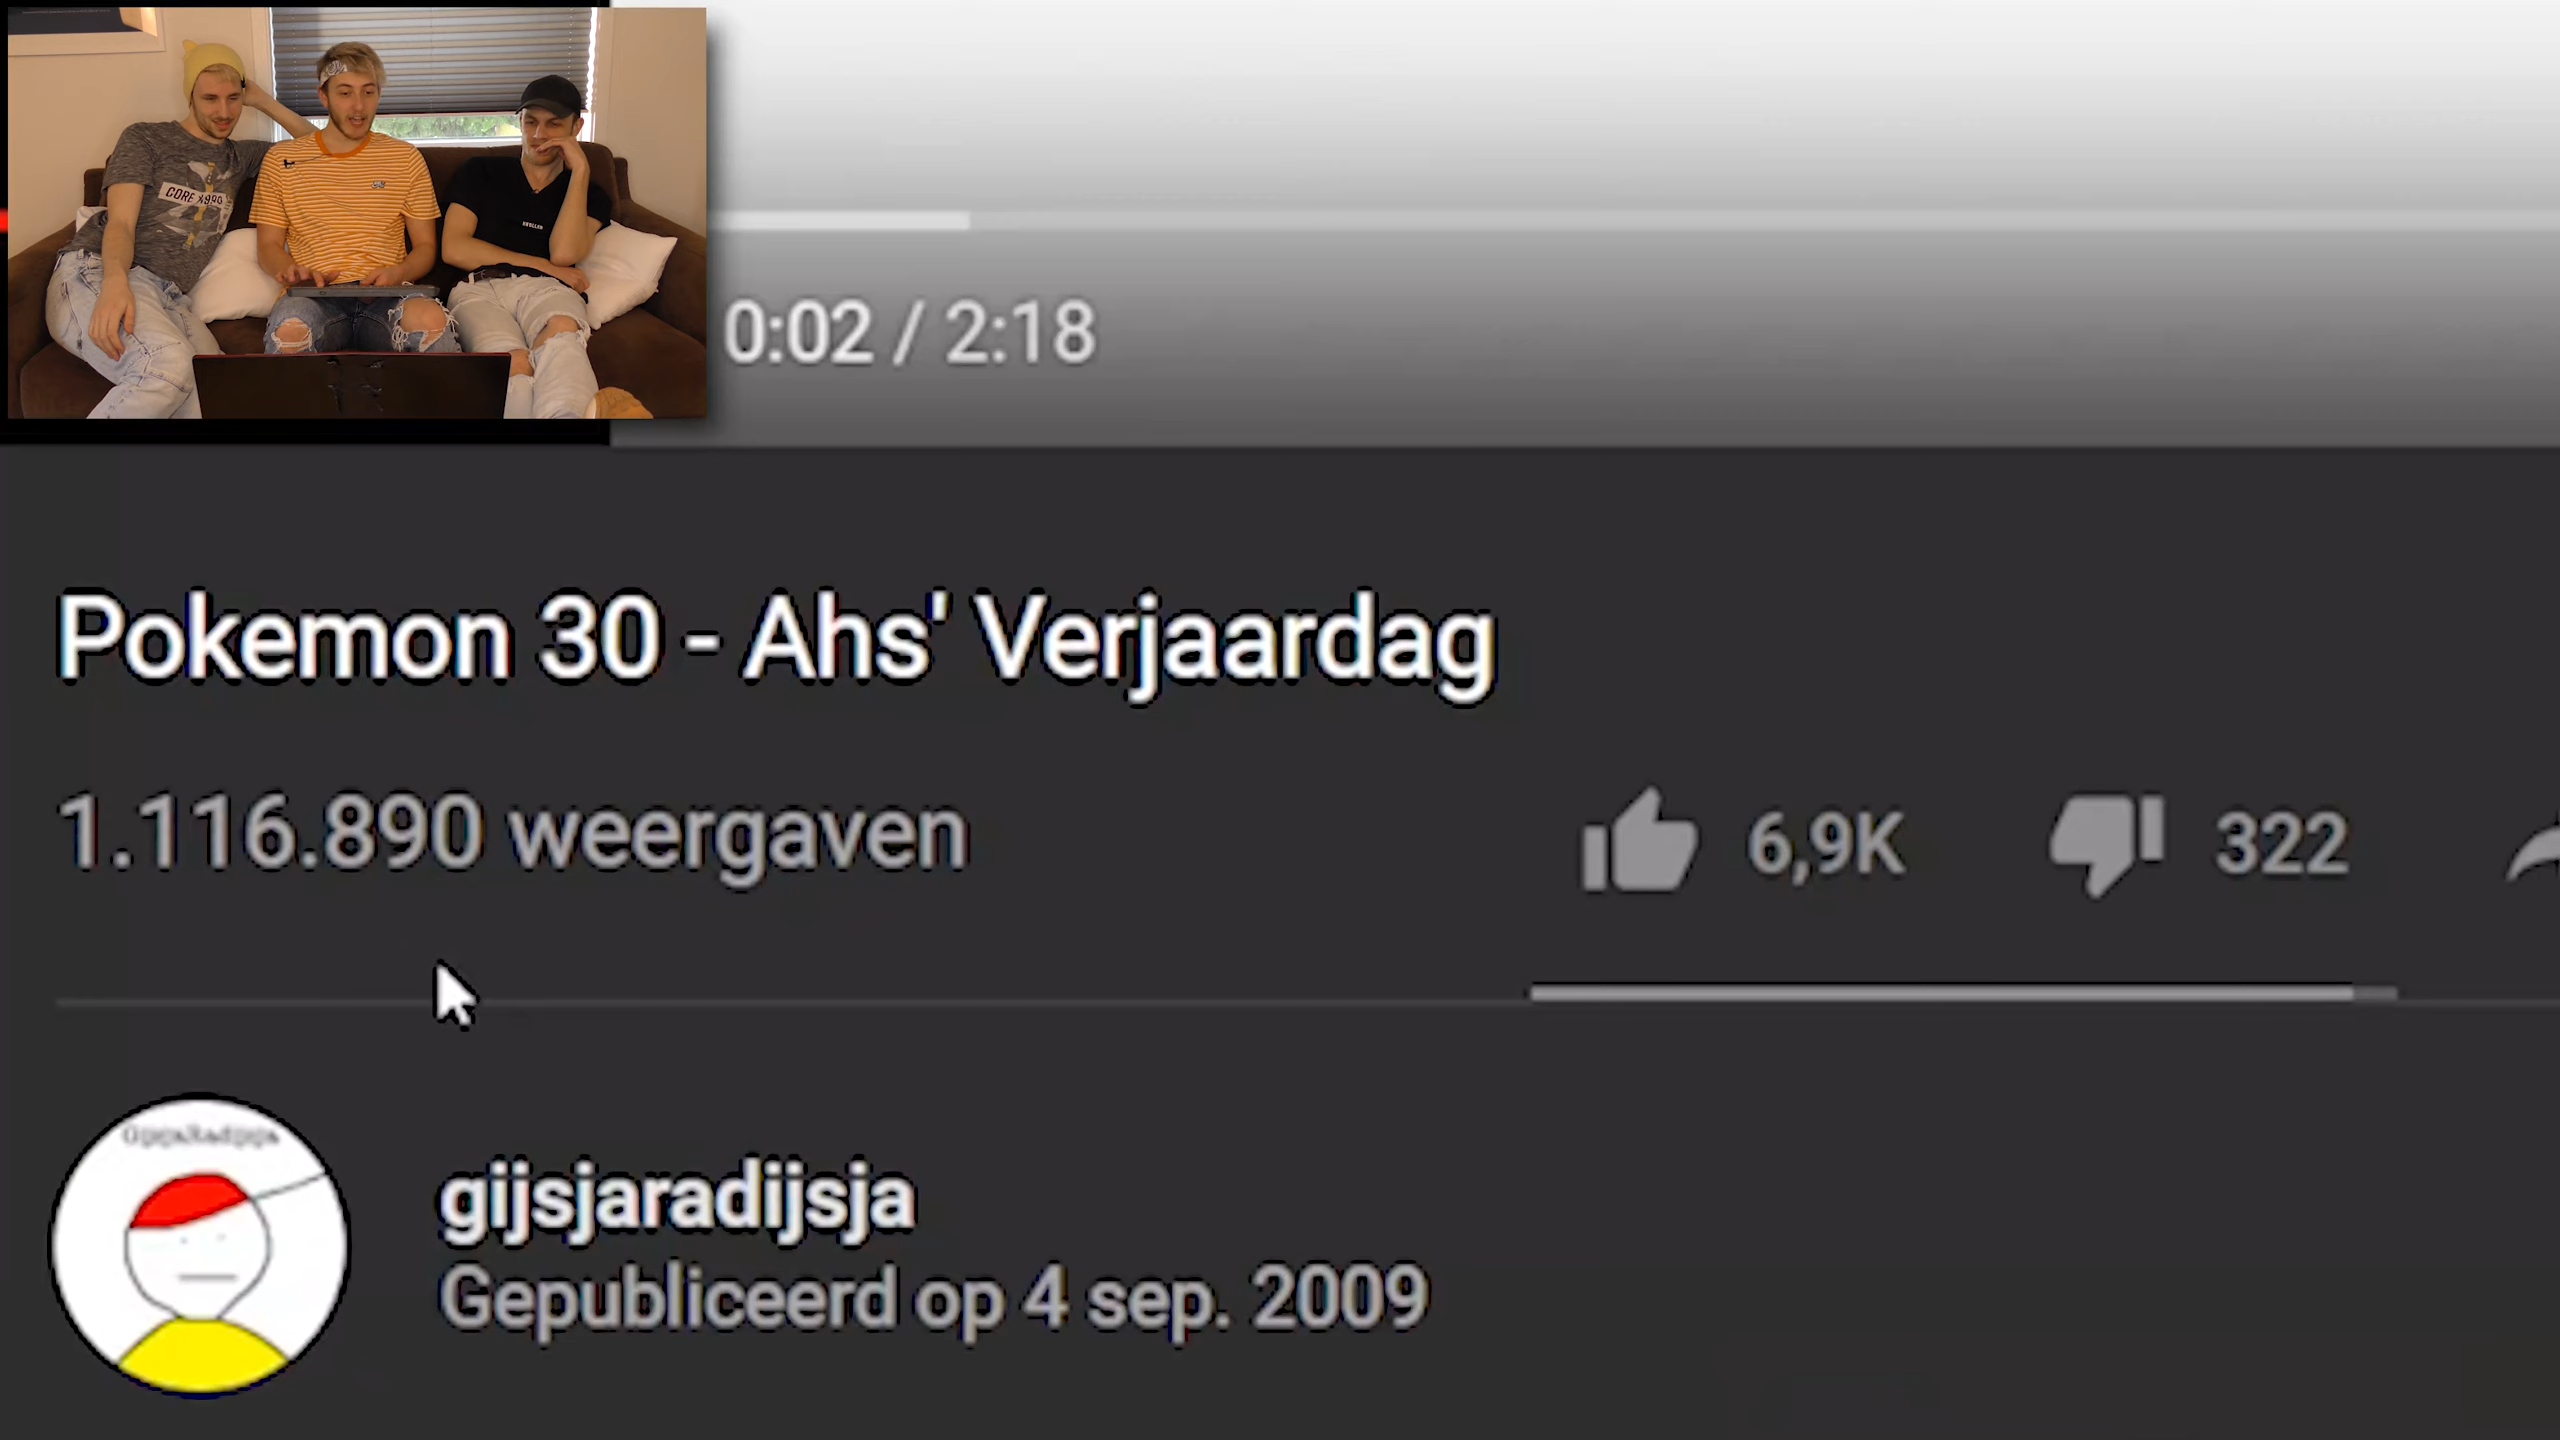 CORE
0:02 / 2:18
Pokemon 30 - Ahs' Verjaardag
1.116.890 weergaven
6,9K
322
gijsjaradijsja
Gepubliceerd op 4 sep. 2009